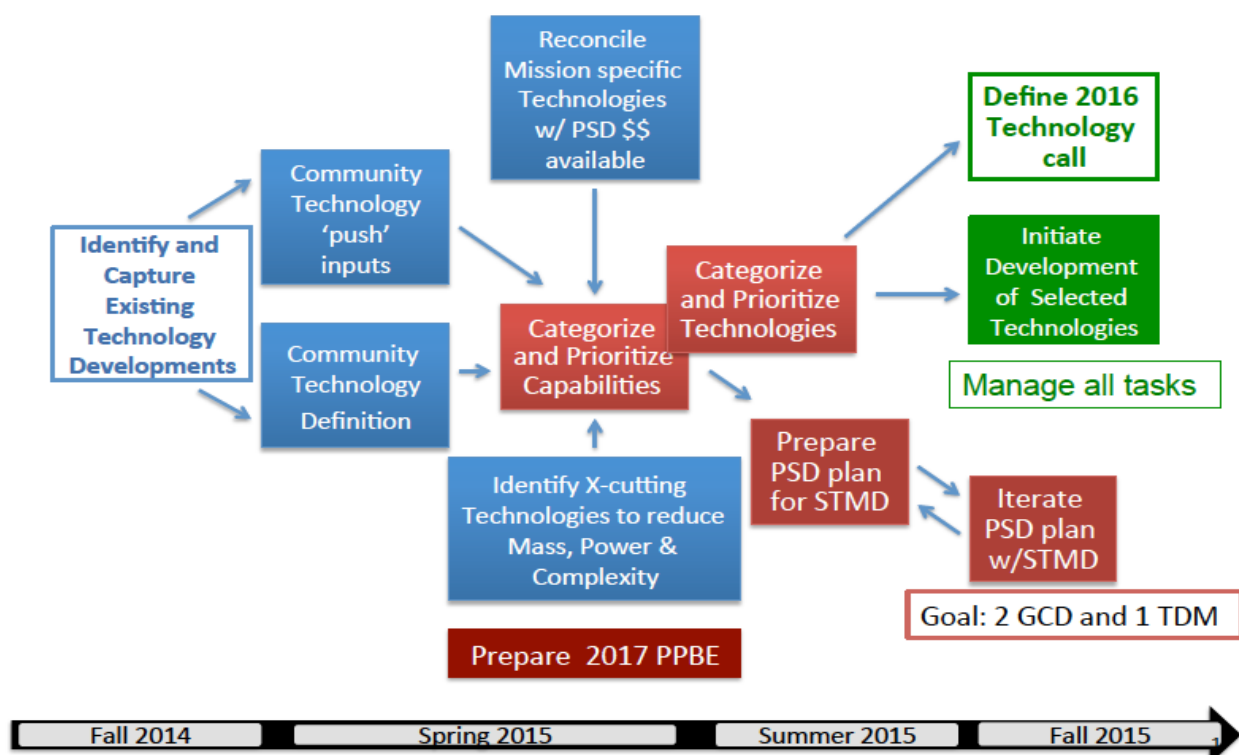 Reconcile
Mission specific
Technologies
w/ PSD $$
available
Define 2016
Technology
call
Community
Technology
‘push’
inputs
Identify and
Capture
Existing
Technology
Developments
Categorize
and Prioritize
Technologies
Initiate
Development
of Selected
Technologies
Categorize
and Prioritize
Capabilities
Community
Technology
Definition
Manage all tasks
Prepare
PSD plan
for STMD
Identify X-cutting
Technologies to reduce
Mass, Power &
Complexity
Iterate
PSD plan
w/STMD
Goal: 2 GCD and 1 TDM
Prepare 2017 PPBE
Fall 2014
Spring 2015
Summer 2015
Fall 2015
1